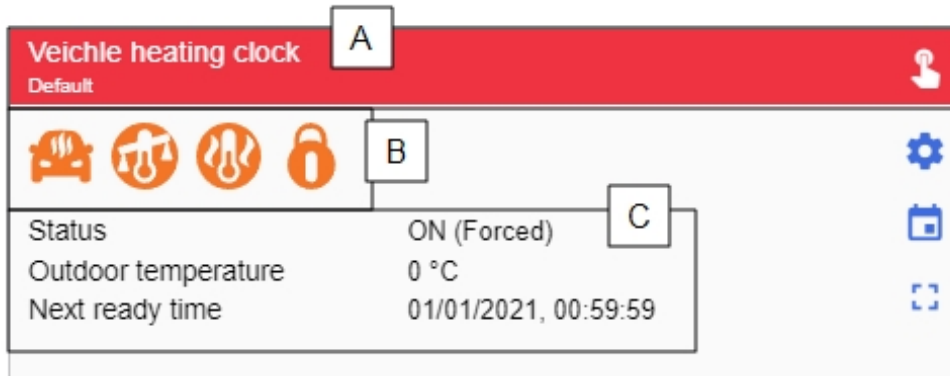 Veichle heating clock
A
Default
B
C
Status ON (Forced)
Outdoor temperature 0 °C
Next ready time 01/01/2021, 00:59:59